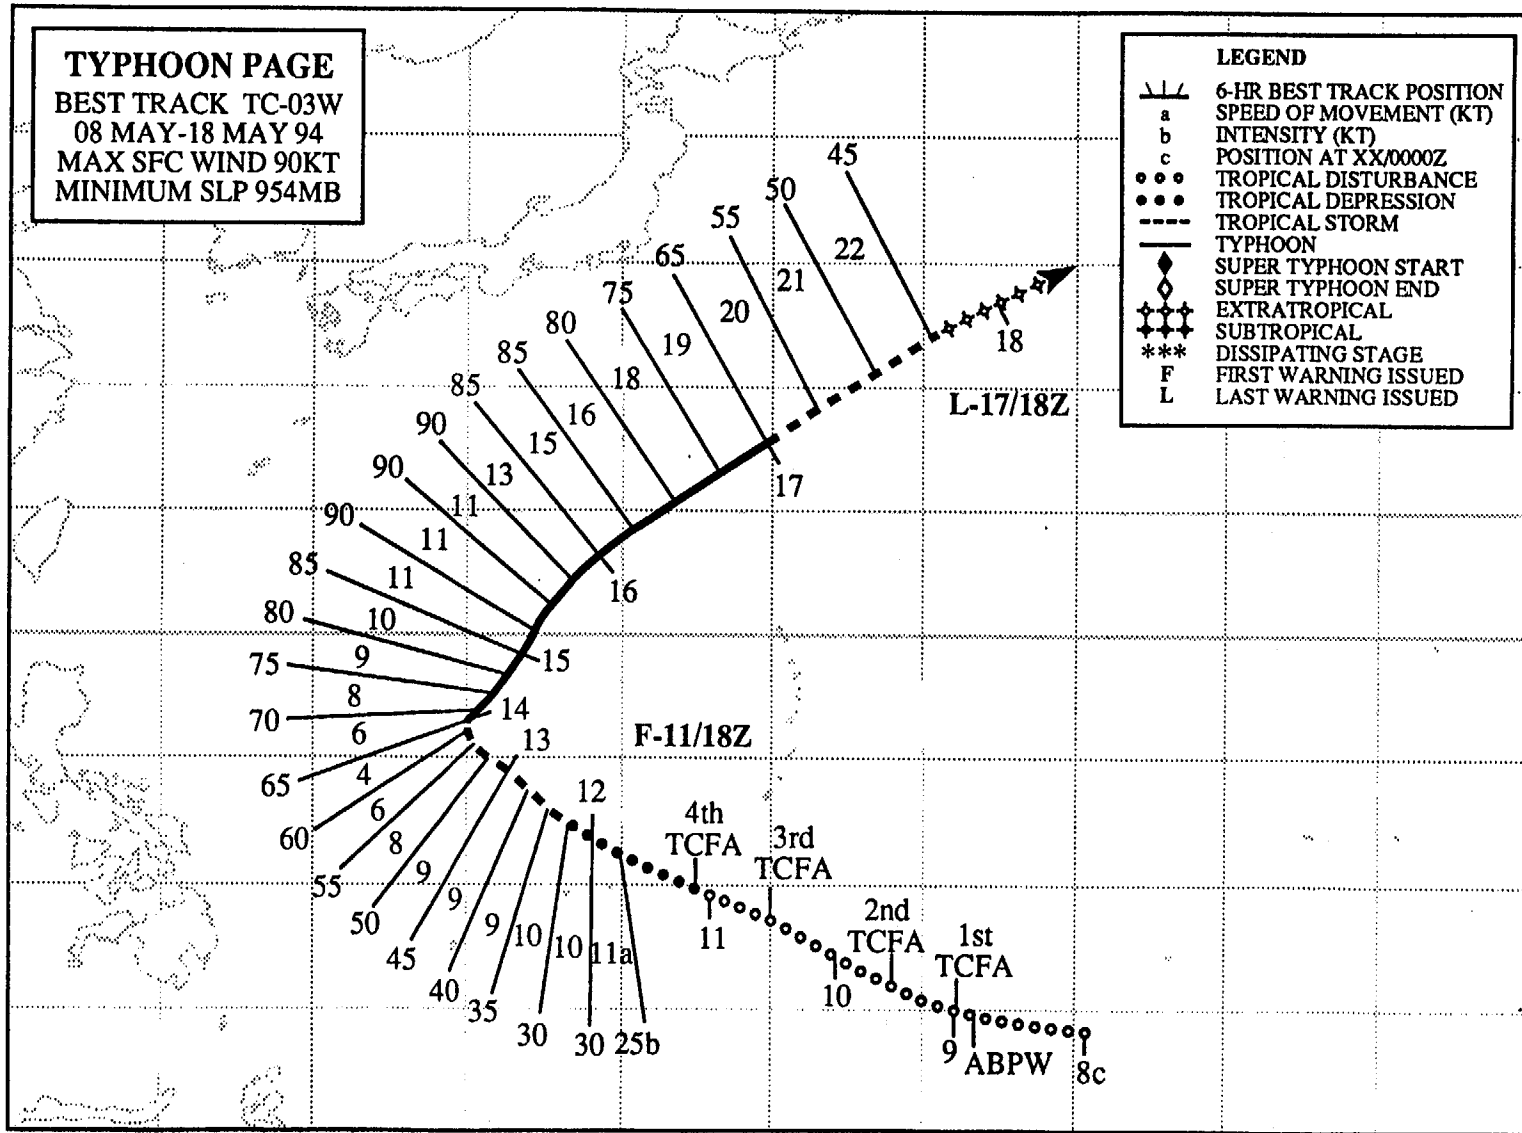 TYPHOON PAGE
BEST TRACK TC-03W
08 MAY-18 MAY 94
MAX SFC WIND 90KT
MINIMUM SLP 954MB
LEGEND
6-HR BEST TRACK POSITION
a SPEED OF MOVEMENT (KT)
b INTENSITY (KT)
c POSITION AT XX/0000Z
TROPICAL DISTURBANCE
TROPICAL DEPRESSION
TROPICAL STORM
TYPHOON
SUPER TYPHOON START
SUPER TYPHOON END
EXTRATROPICAL
SUBTROPICAL
*** DISSIPATING STAGE
F FIRST WARNING ISSUED
L LAST WARNING ISSUED
45
50
55
22
65
21
75
20
80
19
18
85
18
85
16
L-17/18Z
90
15
90
13
17
90
11
85
11
16
80
11
75
10
15
70
9
8
14
65
6
F-11/18Z
13
60
4
12
55
6
4th
TCFA
3rd
TCFA
50
8
45
9
2nd
TCFA
1st
TCFA
40
9
35
9
10
10
11a
11
10
30
30
25b
9
ABPW
8c